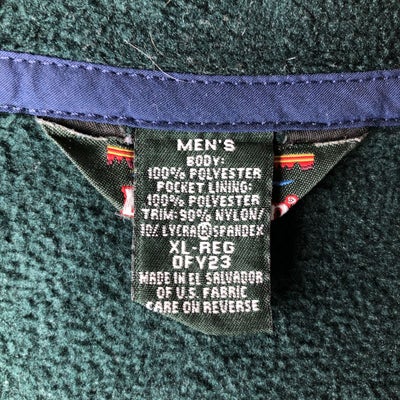 MEN'S
BODY:
100% POLYESTER
POCKET LINING:
100% POLYESTER
TRIM: 90% NYLON/
10% LYCRA® SPANDEX
XL-REG
OFY23
MADE IN EL SALVADOR
OF U.S. FABRIC
CARE ON REVERSE